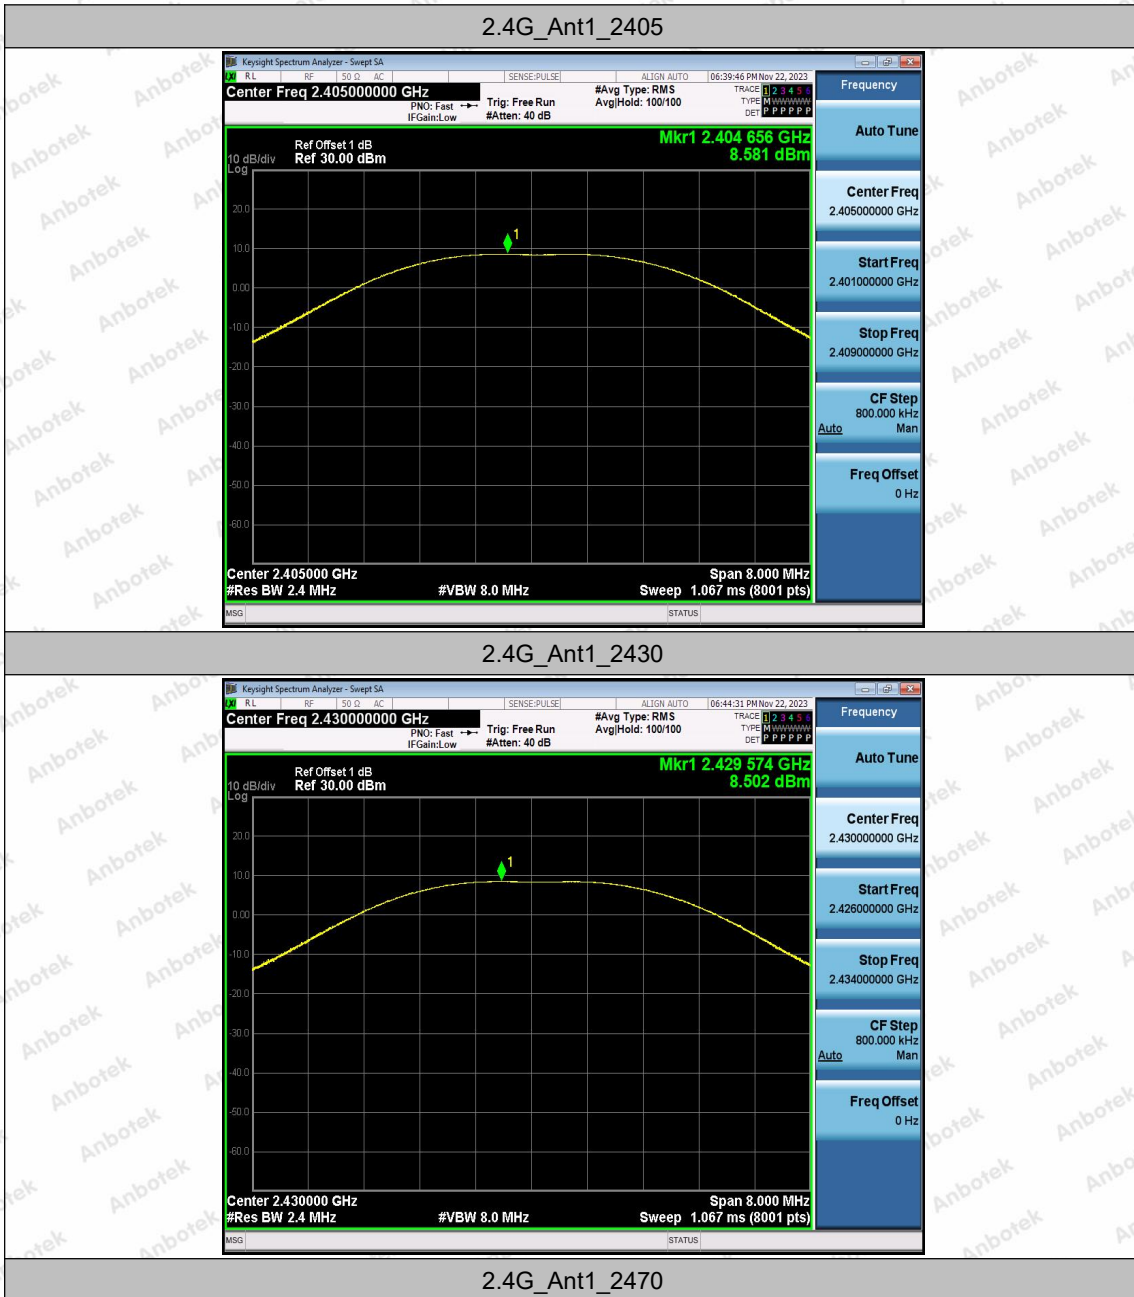 2.4G_Ant1_2405
Keysight Spectrum Analyzer - Swept SA
LXI RL RF 50 Ω AC SENSE:PULSE ALIGN AUTO 06:39:46 PM Nov 22, 2023
Center Freq 2.405000000 GHz
PNO: Fast
IFGain:Low
Trig: Free Run
#Atten: 40 dB
#Avg Type: RMS
Avg|Hold: 100/100
TRACE 1 2 3 4 5 6
TYPE M WWWWW
DET P P P P P P
Frequency
Mkr1 2.404 656 GHz
8.581 dBm
Ref Offset 1 dB
10 dB/div Ref 30.00 dBm
Log
20.0
10.0
0.00
-10.0
-20.0
-30.0
-40.0
-50.0
-60.0
1
Center 2.405000 GHz Span 8.000 MHz
#Res BW 2.4 MHz #VBW 8.0 MHz Sweep 1.067 ms (8001 pts)
MSG STATUS
Auto Tune
Center Freq
2.405000000 GHz
Start Freq
2.401000000 GHz
Stop Freq
2.409000000 GHz
CF Step
800.000 kHz
Auto Man
Freq Offset
0 Hz
2.4G_Ant1_2430
Keysight Spectrum Analyzer - Swept SA
LXI RL RF 50 Ω AC SENSE:PULSE ALIGN AUTO 06:44:31 PM Nov 22, 2023
Center Freq 2.430000000 GHz
PNO: Fast
IFGain:Low
Trig: Free Run
#Atten: 40 dB
#Avg Type: RMS
Avg|Hold: 100/100
TRACE 1 2 3 4 5 6
TYPE M WWWWW
DET P P P P P P
Frequency
Mkr1 2.429 574 GHz
8.502 dBm
Ref Offset 1 dB
10 dB/div Ref 30.00 dBm
Log
20.0
10.0
0.00
-10.0
-20.0
-30.0
-40.0
-50.0
-60.0
1
Center 2.430000 GHz Span 8.000 MHz
#Res BW 2.4 MHz #VBW 8.0 MHz Sweep 1.067 ms (8001 pts)
MSG STATUS
Auto Tune
Center Freq
2.430000000 GHz
Start Freq
2.426000000 GHz
Stop Freq
2.434000000 GHz
CF Step
800.000 kHz
Auto Man
Freq Offset
0 Hz
2.4G_Ant1_2470
Anbotek